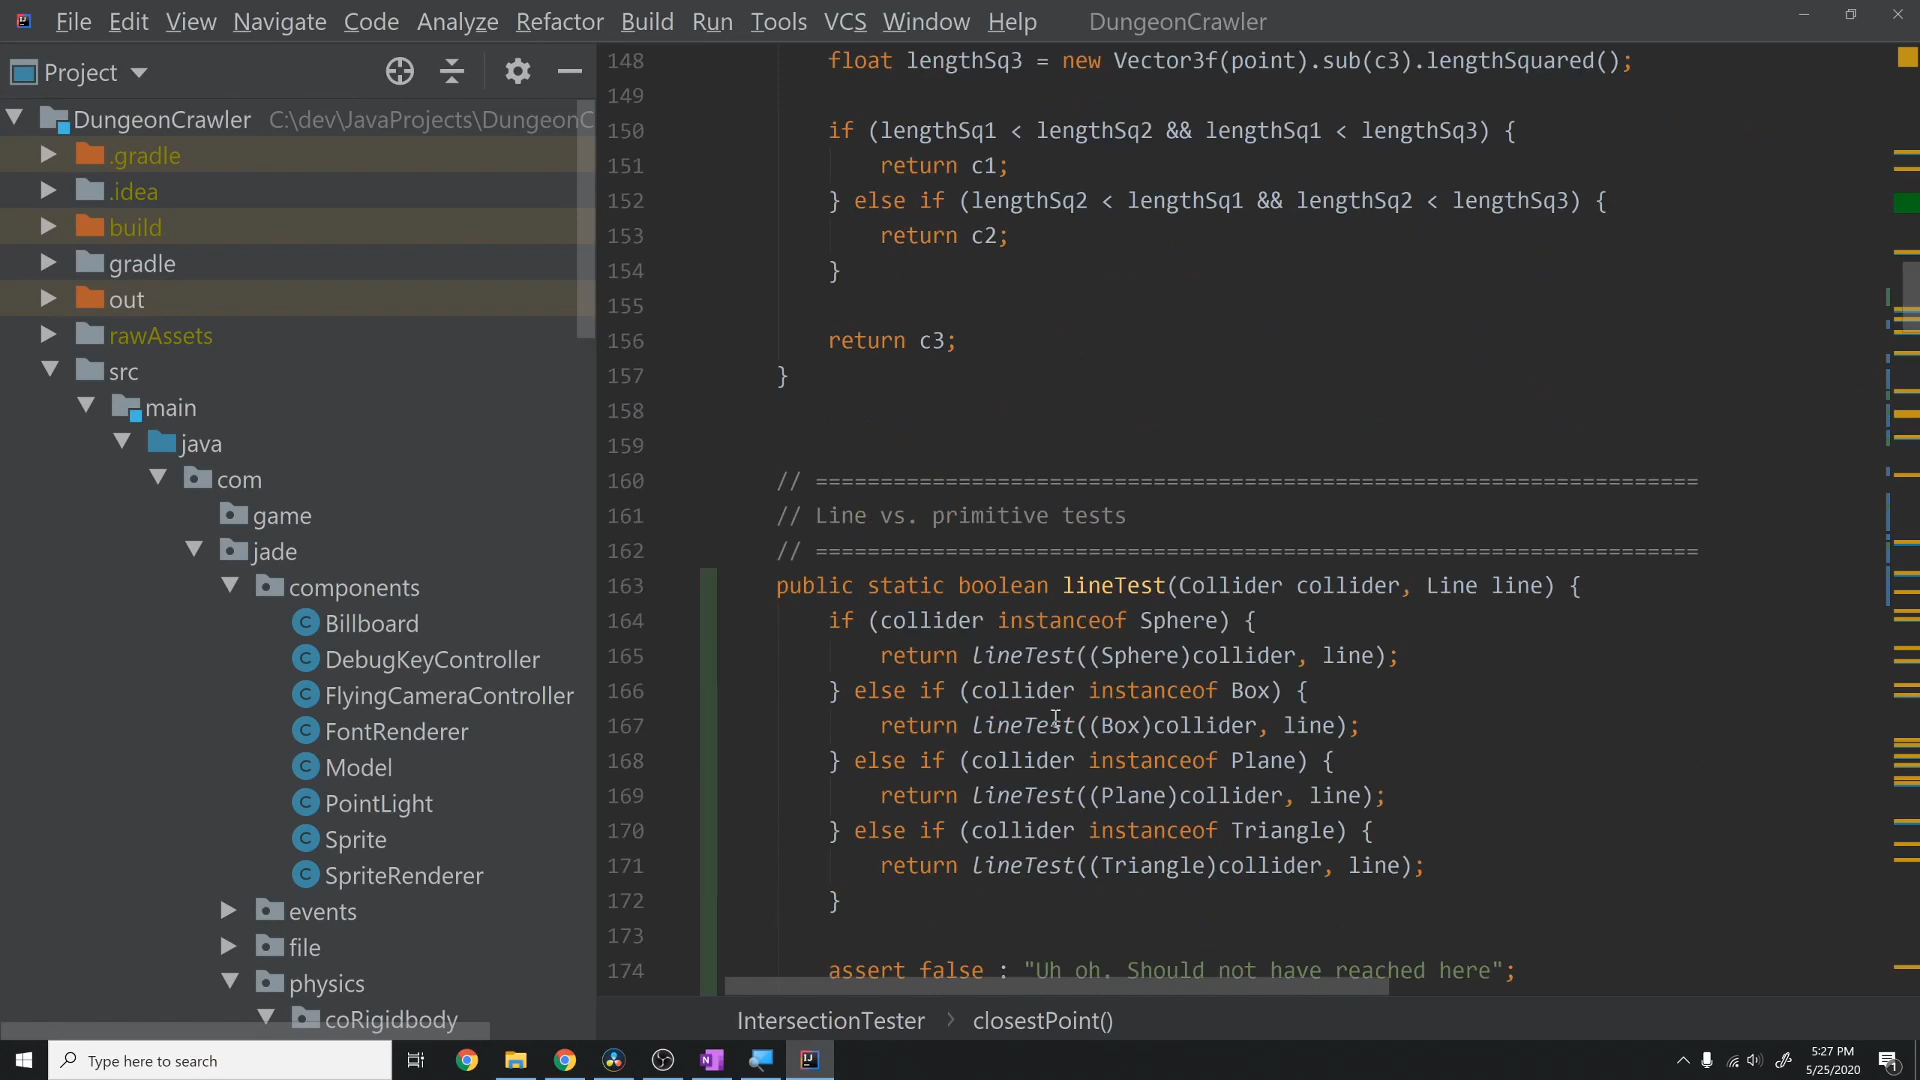 File Edit View Navigate Code Analyze Refactor Build Run Tools VCS Window Help DungeonCrawler
Project
DungeonCrawler C:\dev\JavaProjects\DungeonC
.gradle
.idea
build
gradle
out
rawAssets
src
main
java
com
game
jade
components
Billboard
DebugKeyController
FlyingCameraController
FontRenderer
Model
PointLight
Sprite
SpriteRenderer
events
file
physics
coRigidbody
148 float lengthSq3 = new Vector3f(point).sub(c3).lengthSquared();
149
150 if (lengthSq1 < lengthSq2 && lengthSq1 < lengthSq3) {
151 return c1;
152 } else if (lengthSq2 < lengthSq1 && lengthSq2 < lengthSq3) {
153 return c2;
154 }
155
156 return c3;
157 }
158
159
160 // ====================================================================
161 // Line vs. primitive tests
162 // ====================================================================
163 public static boolean lineTest(Collider collider, Line line) {
164 if (collider instanceof Sphere) {
165 return lineTest((Sphere)collider, line);
166 } else if (collider instanceof Box) {
167 return lineTest((Box)collider, line);
168 } else if (collider instanceof Plane) {
169 return lineTest((Plane)collider, line);
170 } else if (collider instanceof Triangle) {
171 return lineTest((Triangle)collider, line);
172 }
173
174 assert false : "Uh oh. Should not have reached here";
IntersectionTester > closestPoint()
Type here to search
5:27 PM
5/25/2020
1